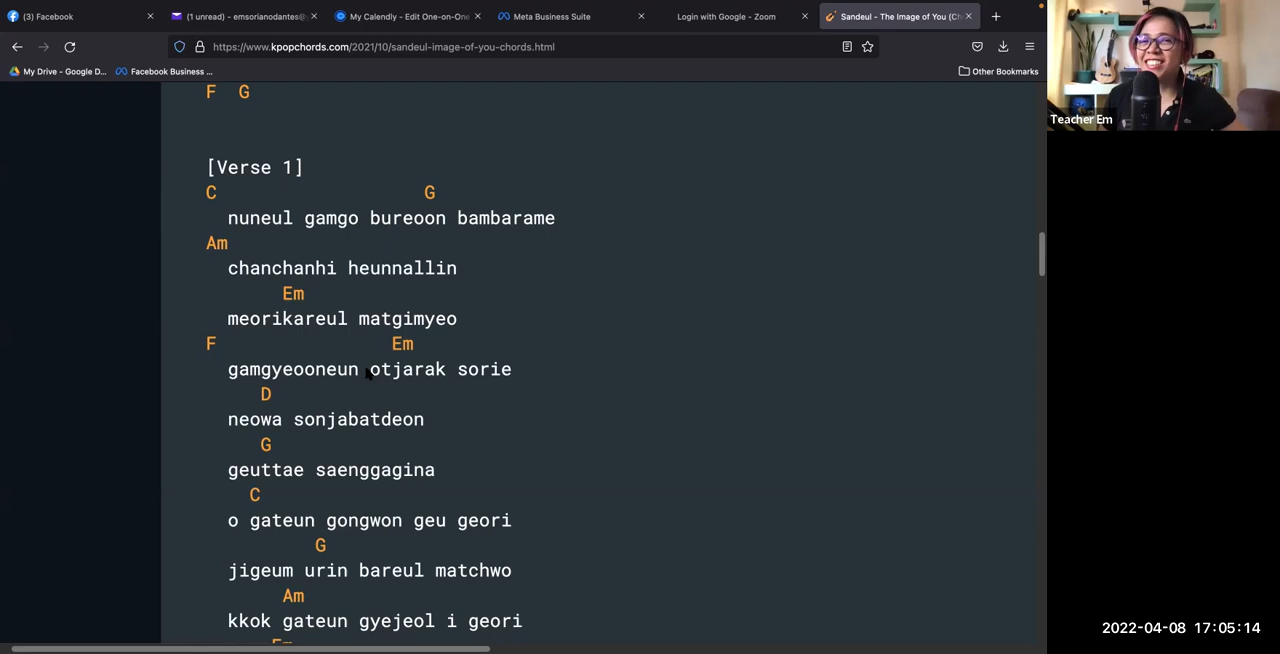 (3) Facebook
(1 unread) - emsorianodantes@
My Calendly - Edit One-on-One
Meta Business Suite
Login with Google - Zoom
Sandeul - The Image of You (Ch
https://www.kpopchords.com/2021/10/sandeul-image-of-you-chords.html
My Drive - Google D...
Facebook Business ...
Other Bookmarks
F G
[Verse 1]
C G
nuneul gamgo bureoon bambarame
Am
chanchanhi heunnallin
Em
meorikareul matgimyeo
F Em
gamgyeooneun otjarak sorie
D
neowa sonjabatdeon
G
geuttae saenggagina
C
o gateun gongwon geu geori
G
jigeum urin bareul matchwo
Am
kkok gateun gyejeol i geori
Em
Teacher Em
2022-04-08 17:05:14